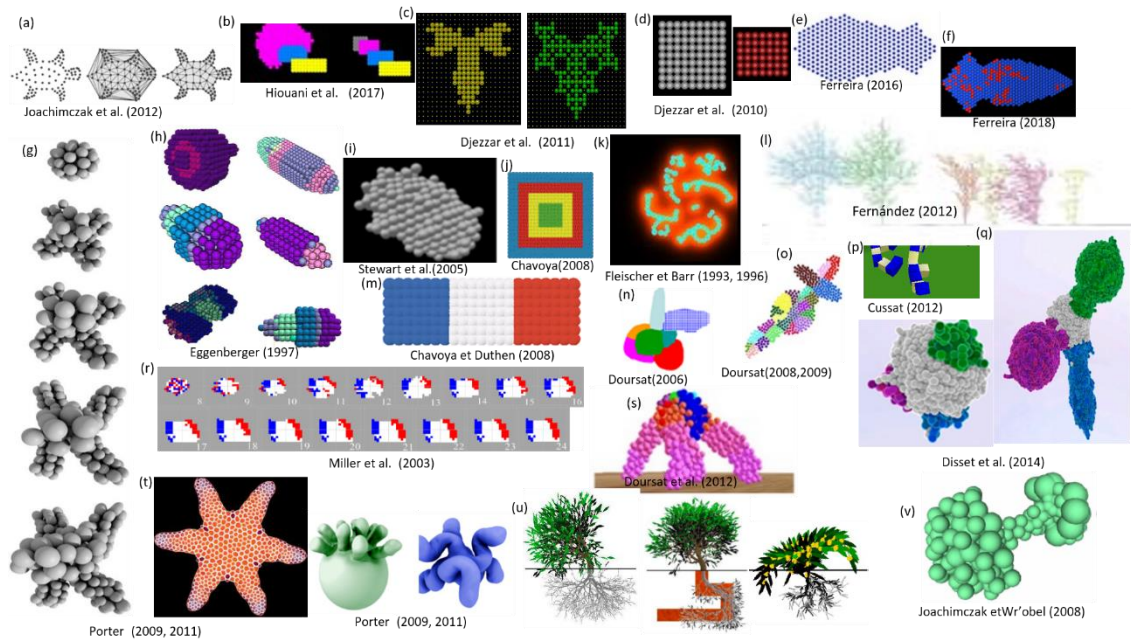 (a)
Joachimczak et al. (2012)
(b)
Hiouani et al. (2017)
(c)
Djezzar et al. (2011)
(d)
Djezzar et al. (2010)
(e)
Ferreira (2016)
(f)
Ferreira (2018)
(g)
(h)
Eggenberger (1997)
(i)
Stewart et al.(2005)
(j)
Chavoya(2008)
(k)
Fleischer et Barr (1993, 1996)
(l)
Fernández (2012)
(m)
Chavoya et Duthen (2008)
(n)
Doursat(2006)
(o)
Doursat(2008,2009)
(p)
Cussat (2012)
(q)
Disset et al. (2014)
(r)
8 9 10 11 12 13 14 15 16
17 18 19 20 21 22 23 24
Miller et al. (2003)
(s)
Doursat et al. (2012)
(t)
Porter (2009, 2011)
Porter (2009, 2011)
(u)
(v)
Joachimczak etWr'obel (2008)